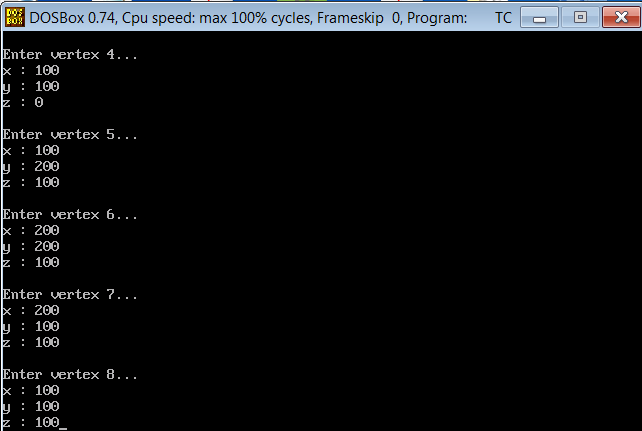 DOS BOX DOSBox 0.74, Cpu speed: max 100% cycles, Frameskip 0, Program: TC
Enter vertex 4...
x : 100
y : 100
z : 0
Enter vertex 5...
x : 100
y : 200
z : 100
Enter vertex 6...
x : 200
y : 200
z : 100
Enter vertex 7...
x : 200
y : 100
z : 100
Enter vertex 8...
x : 100
y : 100
z : 100_